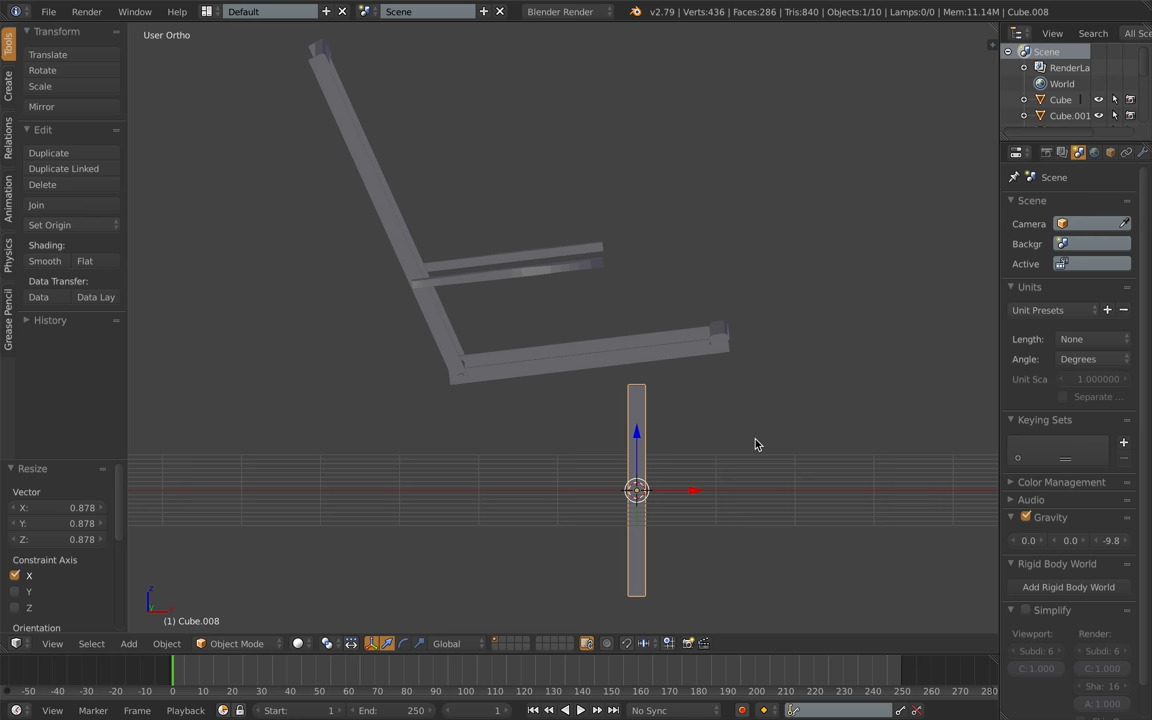 File Render Window Help Default Scene Blender Render v2.79 | Verts:436 | Faces:286 | Tris:840 | Objects:1/10 | Lamps:0/0 | Mem:11.14M | Cube.008
Tools
Create
Relations
Animation
Physics
Grease Pencil
Transform
Translate
Rotate
Scale
Mirror
Edit
Duplicate
Duplicate Linked
Delete
Join
Set Origin
Shading:
Smooth Flat
Data Transfer:
Data Data Lay
History
Resize
Vector
X: 0.878
Y: 0.878
Z: 0.878
Constraint Axis
X
Y
Z
Orientation
User Ortho
(1) Cube.008
View Select Add Object Object Mode Global
-50 -40 -30 -20 -10 0 10 20 30 40 50 60 70 80 90 100 110 120 130 140 150 160 170 180 190 200 210 220 230 240 250 260 270 280
View Marker Frame Playback Start: 1 End: 250 1 No Sync
View Search All Sce
Scene
RenderLa
World
Cube
Cube.001
Scene
Scene
Camera
Backgr
Active
Units
Unit Presets
Length: None
Angle: Degrees
Unit Sca 1.000000
Separate ...
Keying Sets
Color Management
Audio
Gravity
0.0 0.0 -9.8
Rigid Body World
Add Rigid Body World
Simplify
Viewport: Render:
Subdi: 6 Subdi: 6
C: 1.000 C: 1.000
Sha: 16
A: 1.000